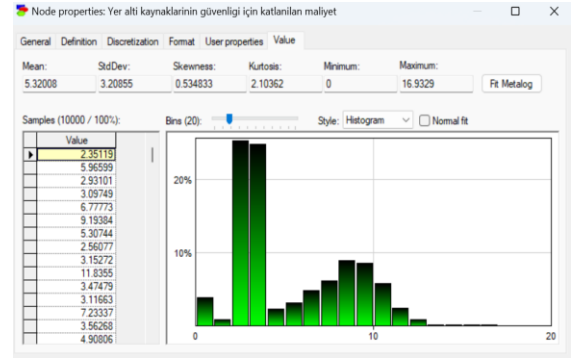 Node properties: Yer alti kaynaklarinin güvenligi için katlanilan maliyet
General Definition Discretization Format User properties Value
Mean: StdDev: Skewness: Kurtosis: Minimum: Maximum:
5.32008 3.20855 0.534833 2.10362 0 16.9329 Fit Metalog
Samples (10000 / 100%): Bins (20): Style: Histogram Normal fit
Value
2.35119
5.96599
2.93101
3.09749
6.77773
9.19384
5.30744
2.56077
3.15272
11.8355
3.47479
3.11663
7.23337
3.56268
4.90806
20%
10%
0 10 20